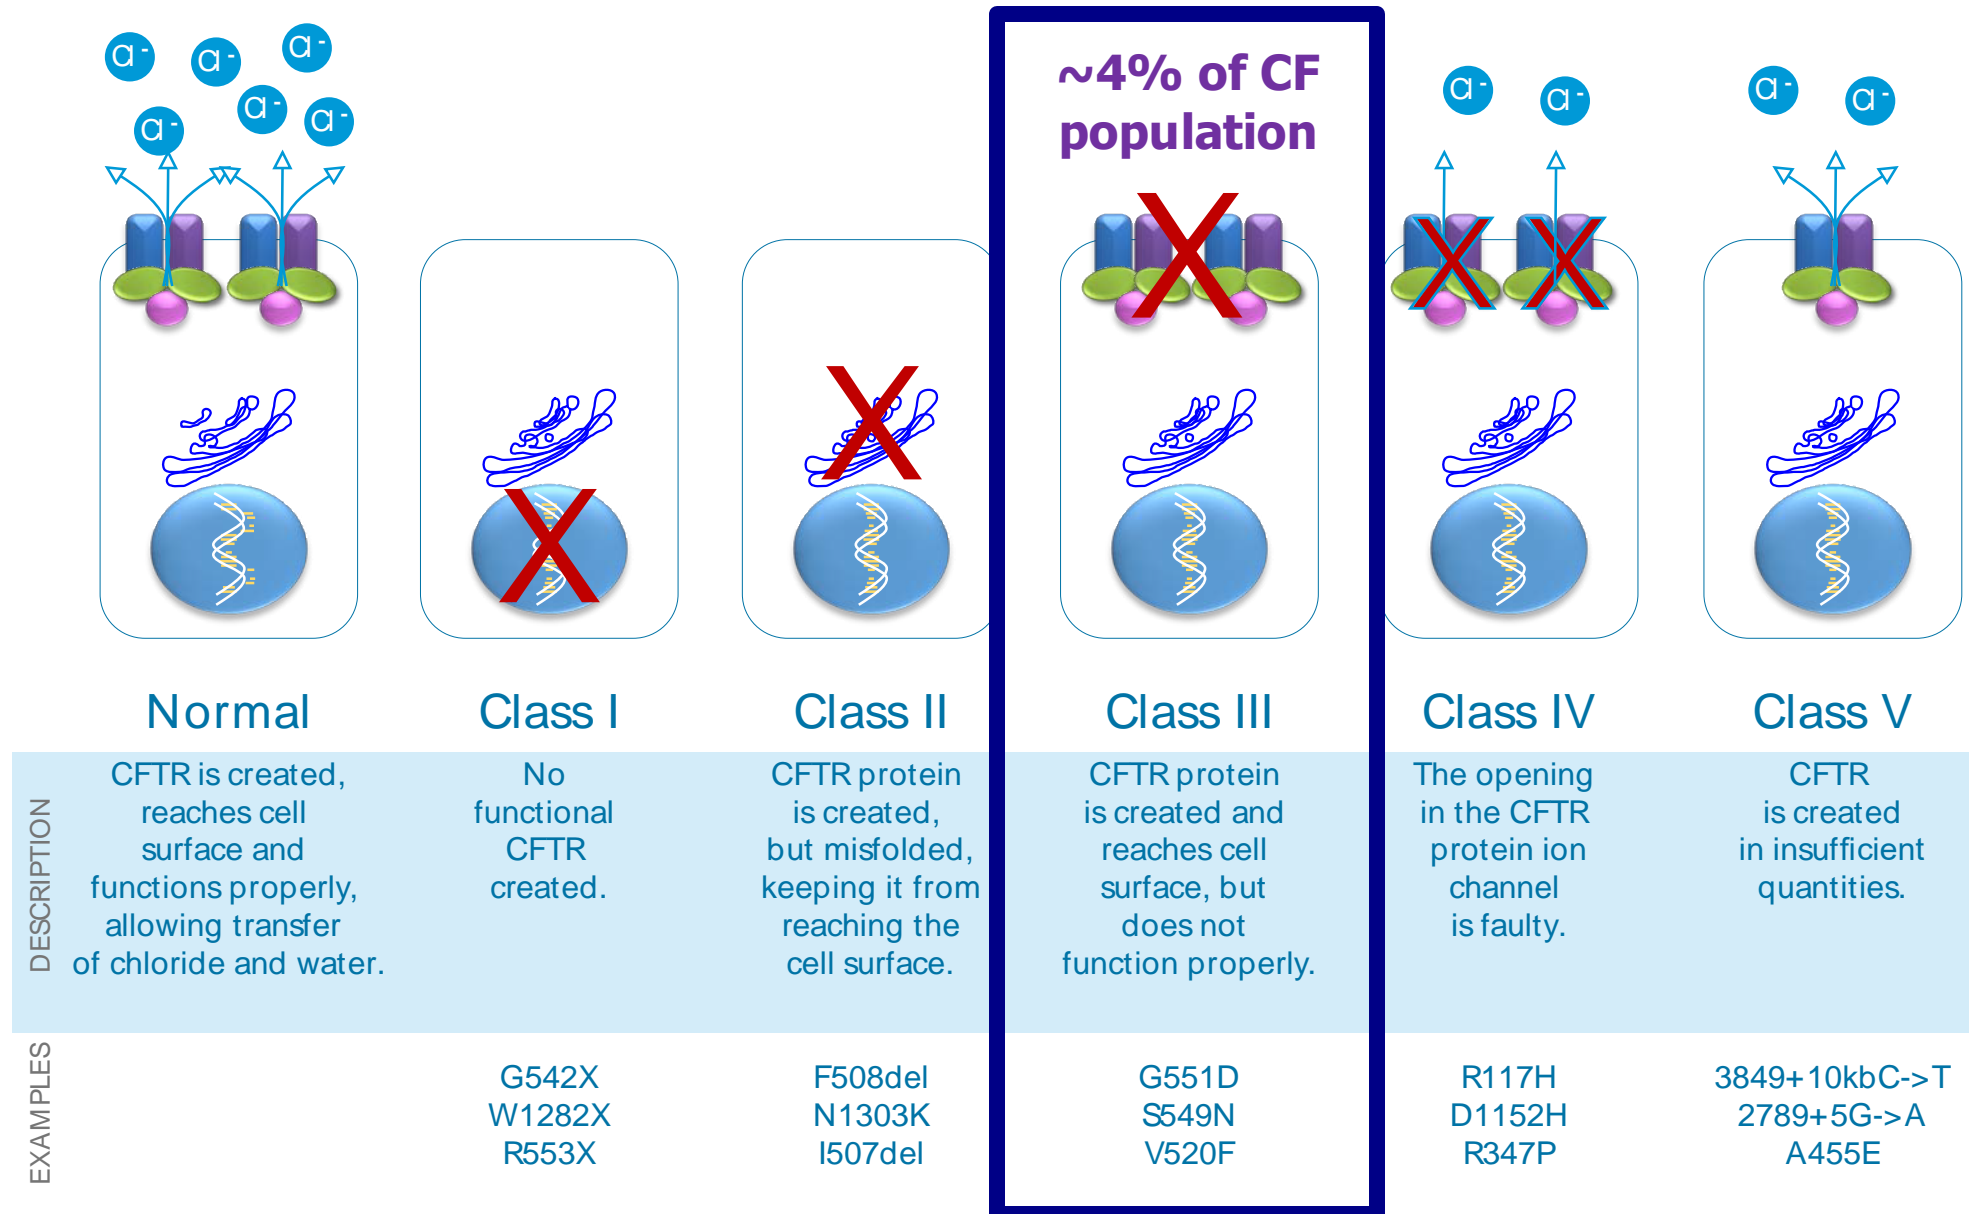 Cl -
Cl -
Cl -
Cl -
Cl -
Cl -
~4% of CF
population
Cl -
Cl -
Cl -
Cl -
X
X
X
X
X
Normal
CFTR is created,
reaches cell
surface and
functions properly,
allowing transfer
of chloride and water.
Class I
No
functional
CFTR
created.
Class II
CFTR protein
is created,
but misfolded,
keeping it from
reaching the
cell surface.
Class III
CFTR protein
is created and
reaches cell
surface, but
does not
function properly.
Class IV
The opening
in the CFTR
protein ion
channel
is faulty.
Class V
CFTR
is created
in insufficient
quantities.
DESCRIPTION
EXAMPLES
G542X
W1282X
R553X
F508del
N1303K
I507del
G551D
S549N
V520F
R117H
D1152H
R347P
3849+10kbC->T
2789+5G->A
A455E